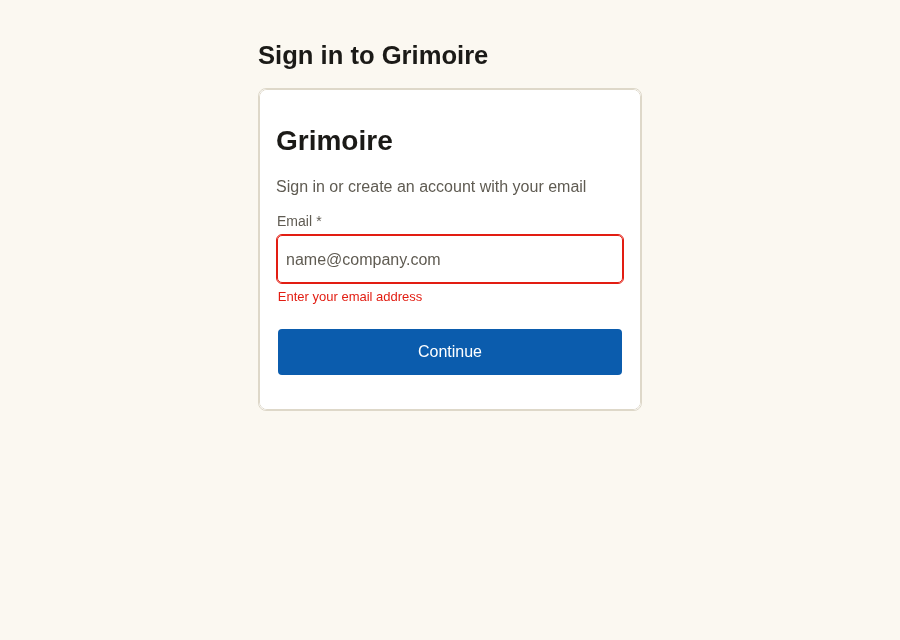 Sign in to Grimoire
Grimoire
Sign in or create an account with your email
Email *
name@company.com
Enter your email address
Continue